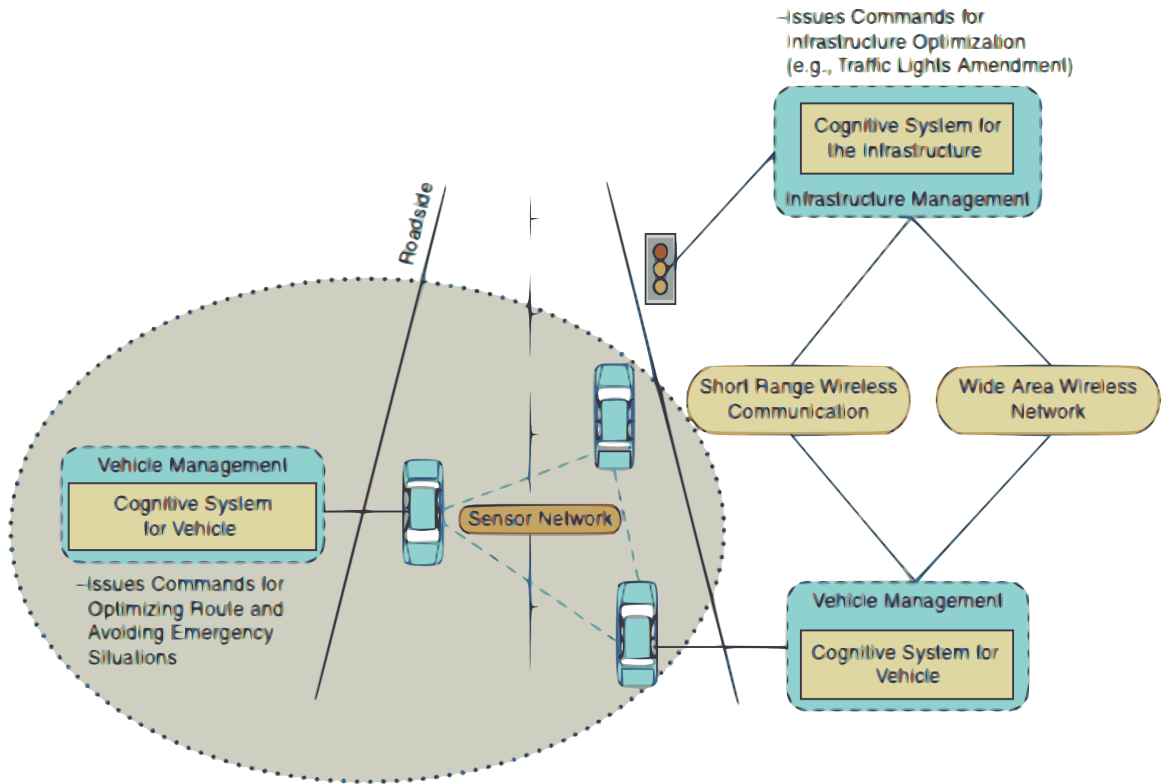 –Issues Commands for
Infrastructure Optimization
(e.g., Traffic Lights Amendment)
Cognitive System for
the Infrastructure
Infrastructure Management
Roadside
Short Range Wireless
Communication
Wide Area Wireless
Network
Vehicle Management
Cognitive System
for Vehicle
Sensor Network
–Issues Commands for
Optimizing Route and
Avoiding Emergency
Situations
Vehicle Management
Cognitive System for
Vehicle